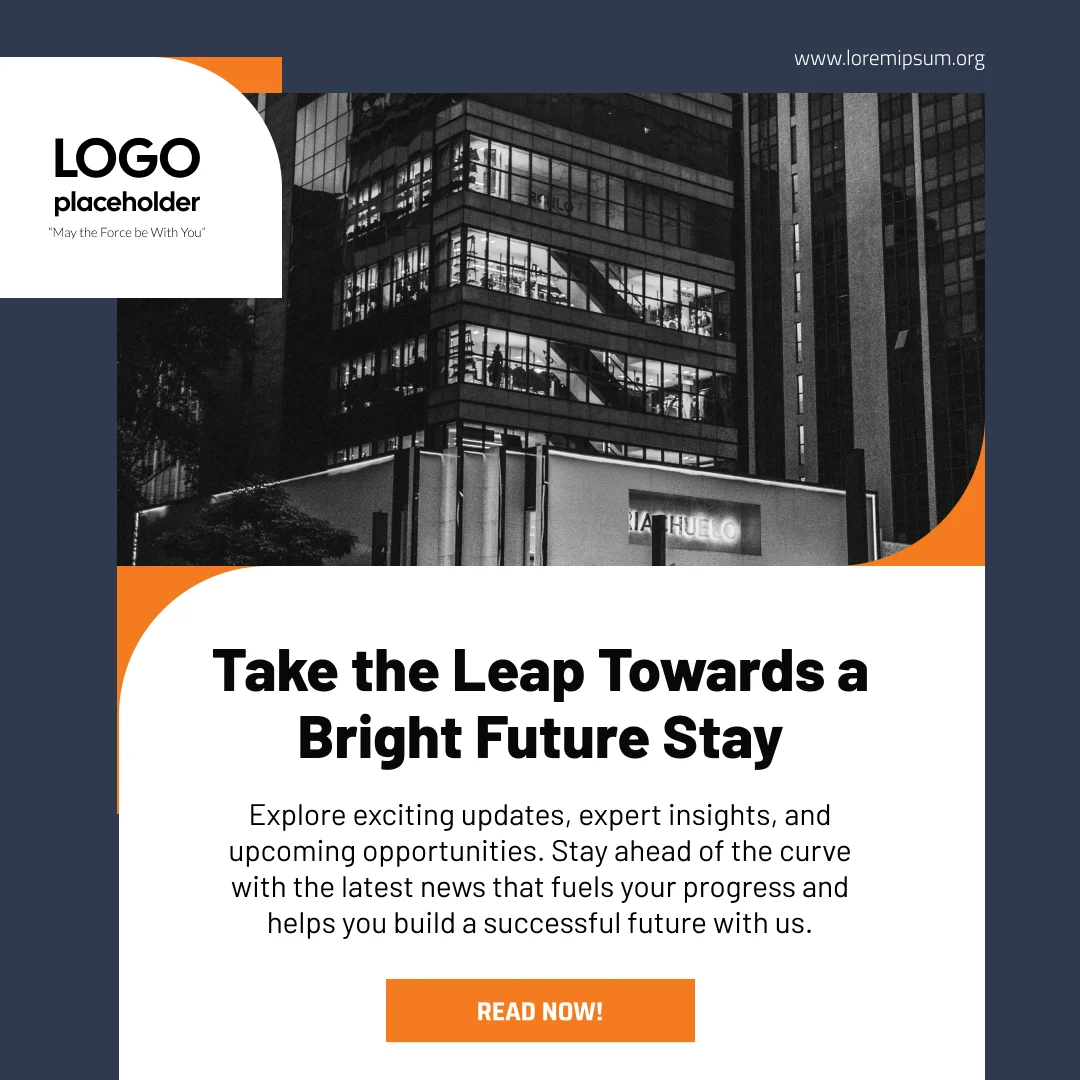 www.loremipsum.org
LOGO
placeholder
“May the Force be With You”
RIACHUELO
Take the Leap Towards a
Bright Future Stay
Explore exciting updates, expert insights, and
upcoming opportunities. Stay ahead of the curve
with the latest news that fuels your progress and
helps you build a successful future with us.
READ NOW!